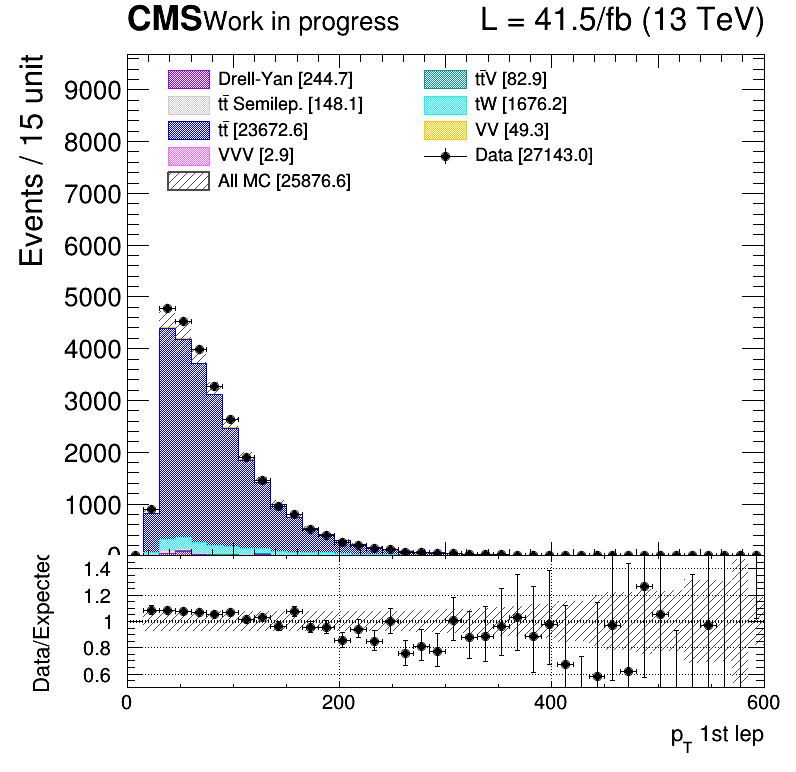 CMS Work in progress L = 41.5/fb (13 TeV)
Drell-Yan [244.7]
tt̄ Semilep. [148.1]
tt̄ [23672.6]
VVV [2.9]
All MC [25876.6]
tt̄V [82.9]
tW [1676.2]
VV [49.3]
Data [27143.0]
Events / 15 unit
9000
8000
7000
6000
5000
4000
3000
2000
1000
0
Data/Expected
1.4
1.2
1
0.8
0.6
0 200 400 600
p_T 1st lep